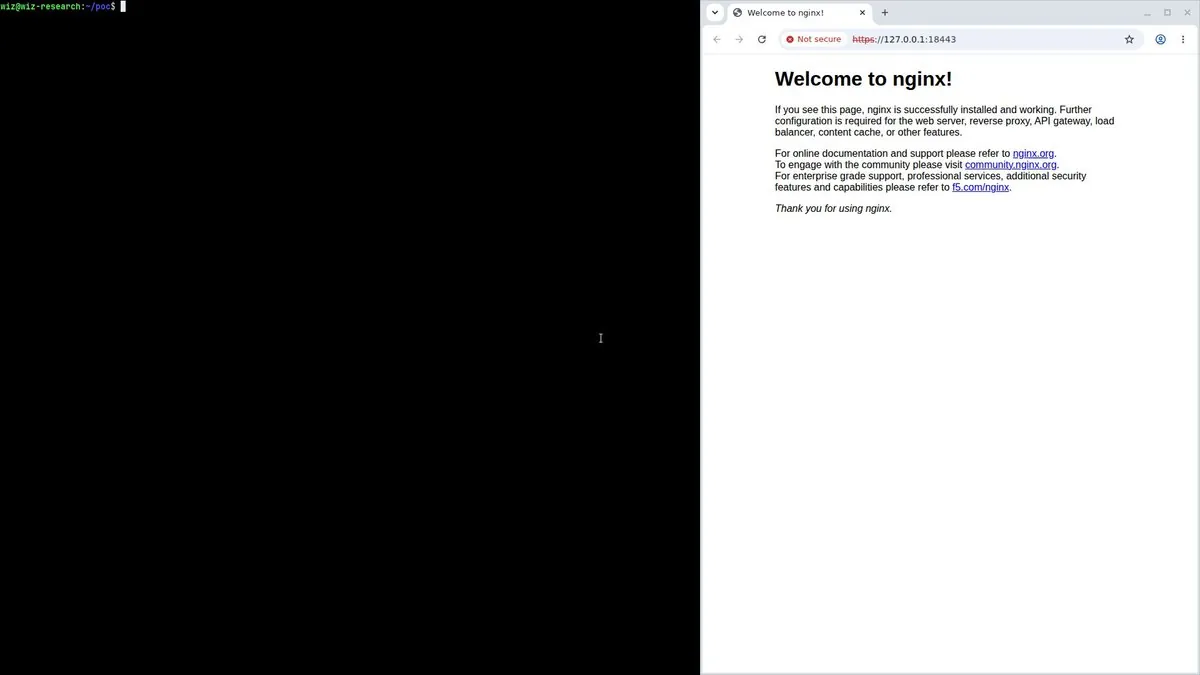 wiz@wiz-research:~/poc$
Welcome to nginx!
Not secure https://127.0.0.1:18443
Welcome to nginx!
If you see this page, nginx is successfully installed and working. Further
configuration is required for the web server, reverse proxy, API gateway, load
balancer, content cache, or other features.
For online documentation and support please refer to nginx.org.
To engage with the community please visit community.nginx.org.
For enterprise grade support, professional services, additional security
features and capabilities please refer to f5.com/nginx.
Thank you for using nginx.